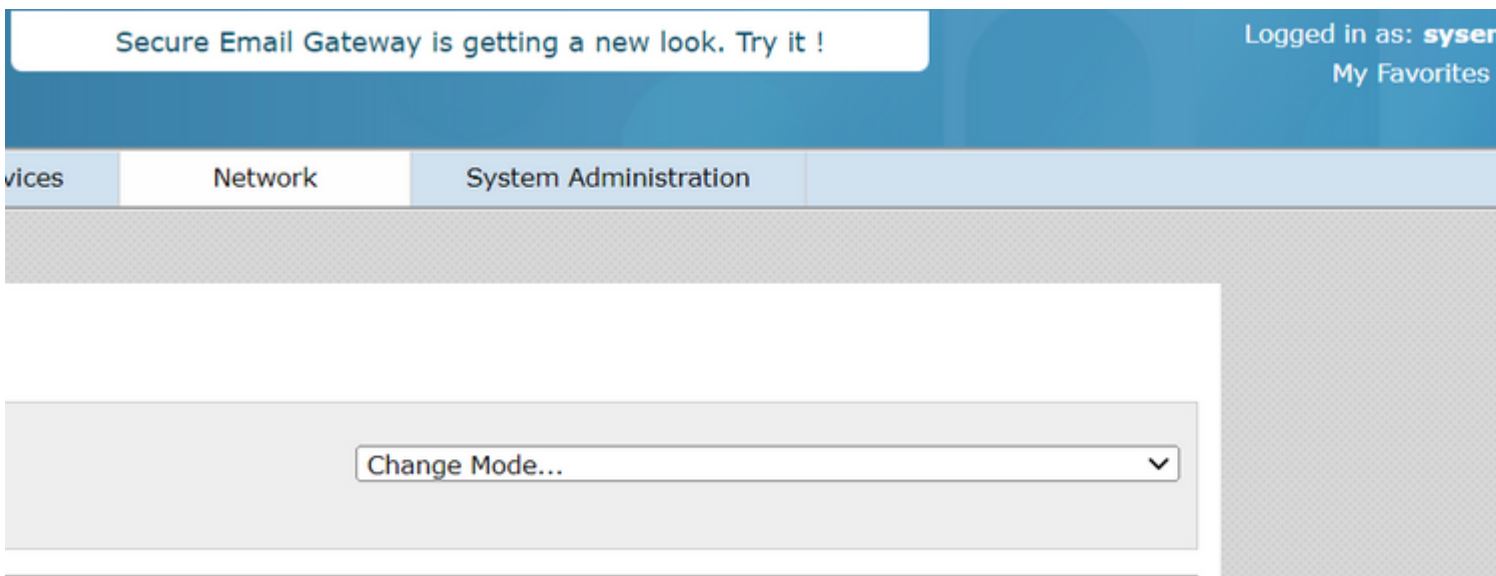 Secure Email Gateway is getting a new look. Try it !
Logged in as:
My Favorites
Network
System Administration
Change Mode...